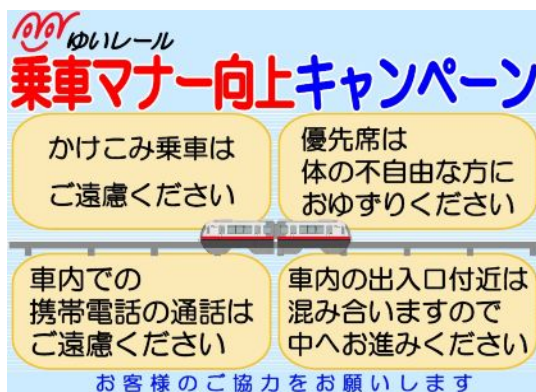 ゆいレール
乗車マナー向上キャンペーン
かけこみ乗車は
ご遠慮ください
優先席は
体の不自由な方に
おゆずりください
車内での
携帯電話の通話は
ご遠慮ください
車内の出入口付近は
混み合いますので
中へお進みください
お客様のご協力をお願いします